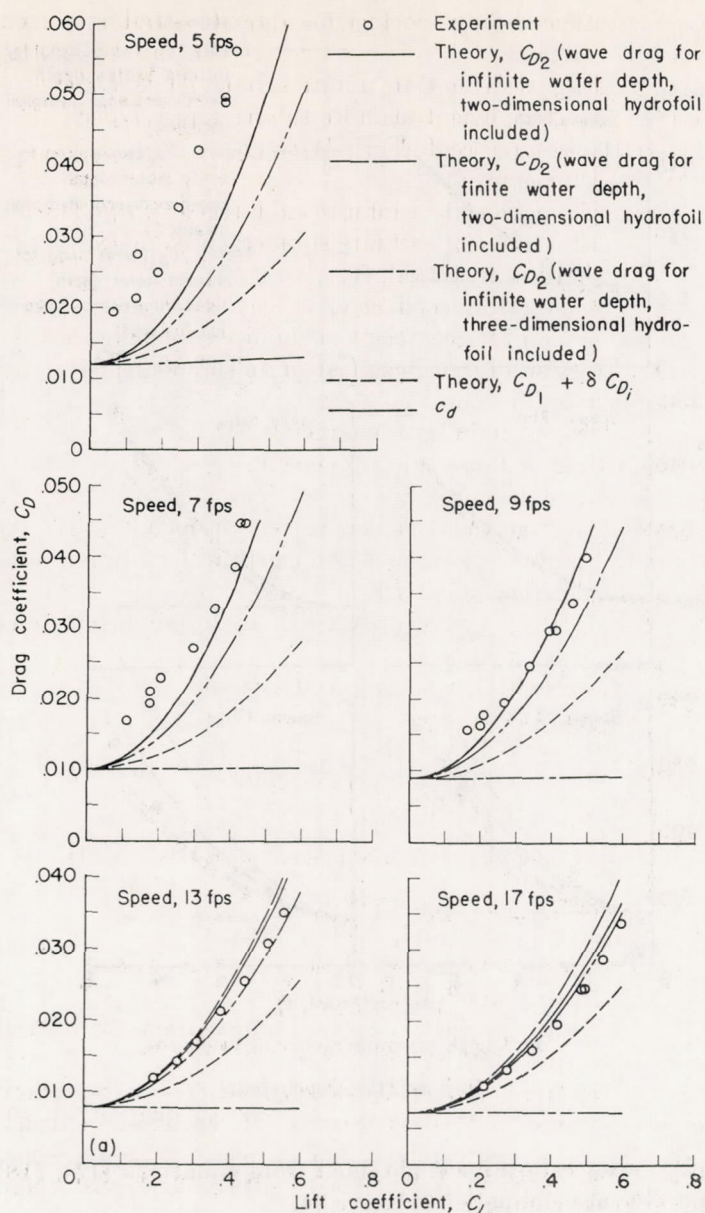 Experiment
Theory, C_D2 (wave drag for
infinite wafer depth,
two-dimensional hydrofoil
included)
Theory, C_D2 (wave drag for
finite water depth,
two-dimensional hydrofoil
included)
Theory, C_D2 (wave drag for
infinite water depth,
three-dimensional hydro-
foil included)
Theory, C_D1 + δ C_Di
c_d
Speed, 5 fps
.060
.050
.040
.030
.020
.010
0
Speed, 7 fps
.050
.040
.030
.020
.010
0
Speed, 9 fps
Drag coefficient, C_D
Speed, 13 fps
.040
.030
.020
.010
0
(a)
0 .2 .4 .6 .8
Speed, 17 fps
0 .2 .4 .6 .8
Lift coefficient, C_L